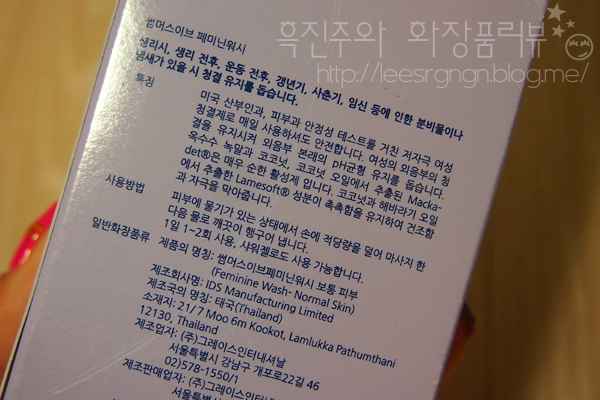 흑진주와 화장품리뷰
http://leesrgngn.blog.me/
썸머스이브 페미닌워시
생리시, 생리 전후, 운동 전후, 갱년기, 사춘기, 임신 등에 인한 분비물이나
냄새가 있을 시 청결 유지를 돕습니다.
특징
미국 산부인과, 피부과 안정성 테스트를 거친 저자극 여성
청결제로 매일 사용하셔도 안전합니다. 여성의 외음부의 청
결을 유지시켜 외음부 본래의 pH균형 유지를 돕습니다.
옥수수 녹말과 코코넛, 코코넛 오일에서 추출된 Macka-
det®은 매우 순한 활성제 입니다. 코코넛과 해바라기 오일
에서 추출한 Lamesoft® 성분이 촉촉함을 유지하여 건조함
과 자극을 막아줍니다.
사용방법
피부에 물기가 있는 상태에서 손에 적당량을 덜어 마사지 한
다음 물로 깨끗이 헹구어 냅니다.
1일 1~2회 사용, 샤워젤로도 사용 가능합니다.
일반화장품류 제품의 명칭: 썸머스이브페미닌워시 보통 피부
(Feminine Wash- Normal Skin)
제조회사명: IDS Manufacturing Limited
제조국의 명칭: 태국(Thailand)
소재지: 21/7 Moo 6m Kookot, Lamlukka Pathumthani
12130, Thailand
제조업자: (주)그레이스인터내셔날
서울특별시 강남구 개포로22길 46
02)578-1550/1
제조판매업자: (주)그레이스인터
서울특별시